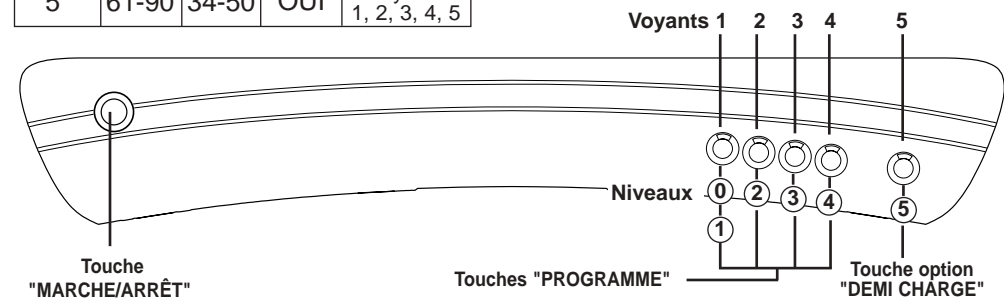 5 61-90 34-50 OUI 1, 2, 3, 4, 5
Voyants 1 2 3 4 5
Niveaux 0 2 3 4 5
1
Touche
"MARCHE/ARRÊT"
Touches "PROGRAMME"
Touche option
"DEMI CHARGE"